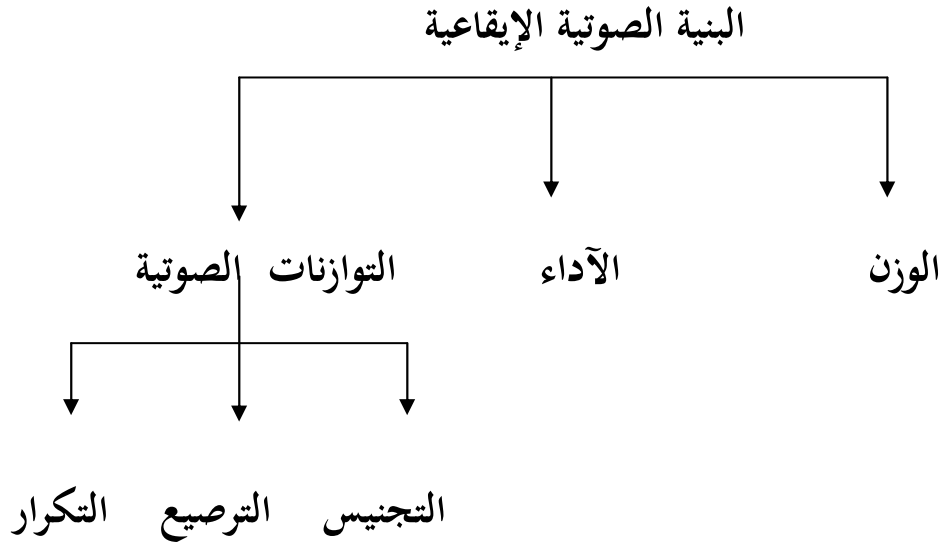 البنية الصوتية الإيقاعية
الوزن الآداء التوازنات الصوتية
التجنيس الترصيع التكرار